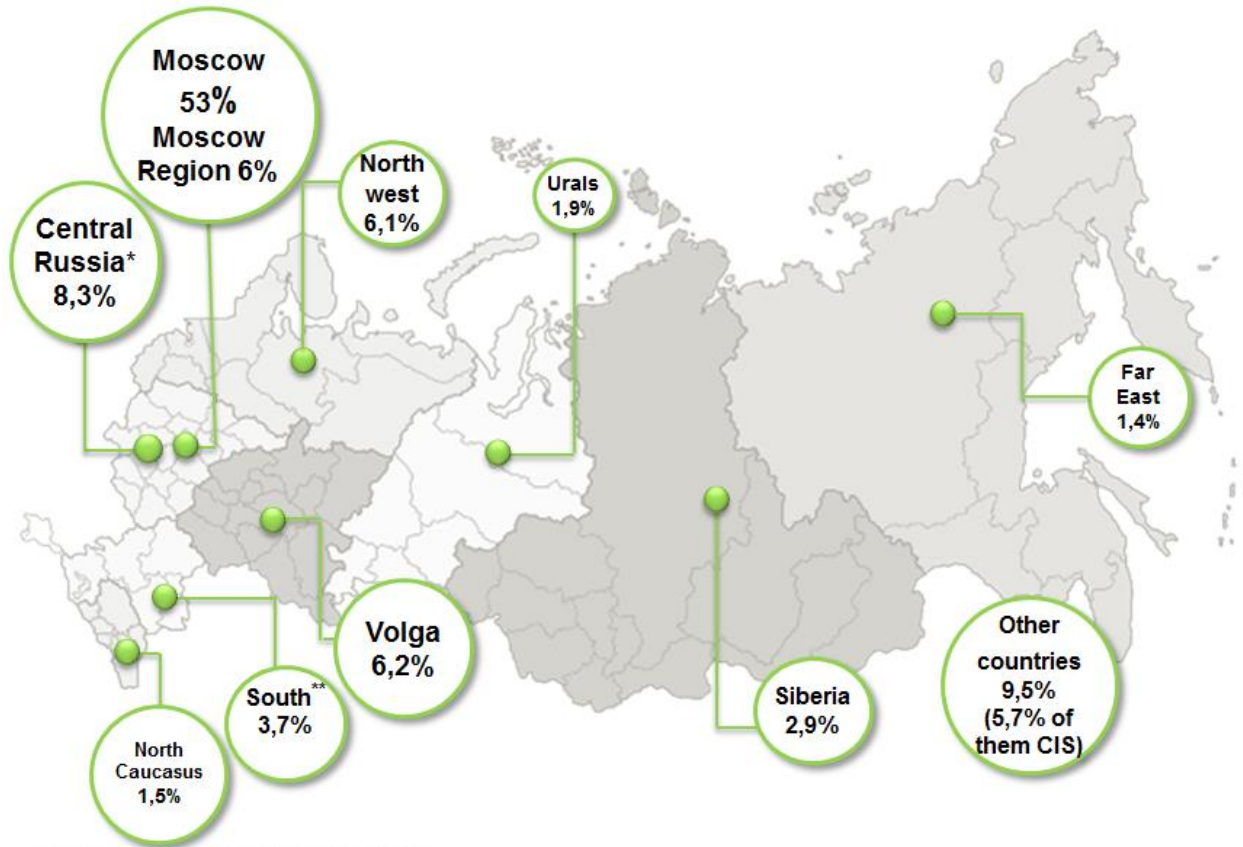 Moscow
53%
Moscow
Region 6%
North
west
6,1%
Urals
1,9%
Central
Russia*
8,3%
Far
East
1,4%
Volga
6,2%
South**
3,7%
North
Caucasus
1,5%
Siberia
2,9%
Other
countries
9,5%
(5,7% of
them CIS)